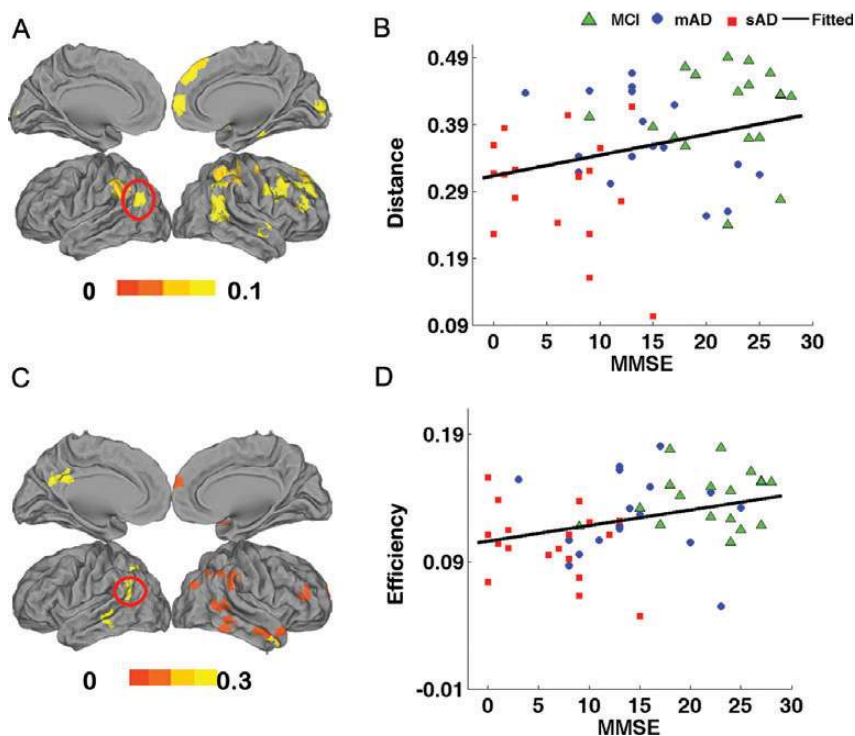 A
B
MCI mAD sAD Fitted
0.49
0.39
0.29
0.19
0.09
Distance
0 5 10 15 20 25 30
MMSE
0 0.1
C
D
0.19
0.09
-0.01
Efficiency
0 5 10 15 20 25 30
MMSE
0 0.3